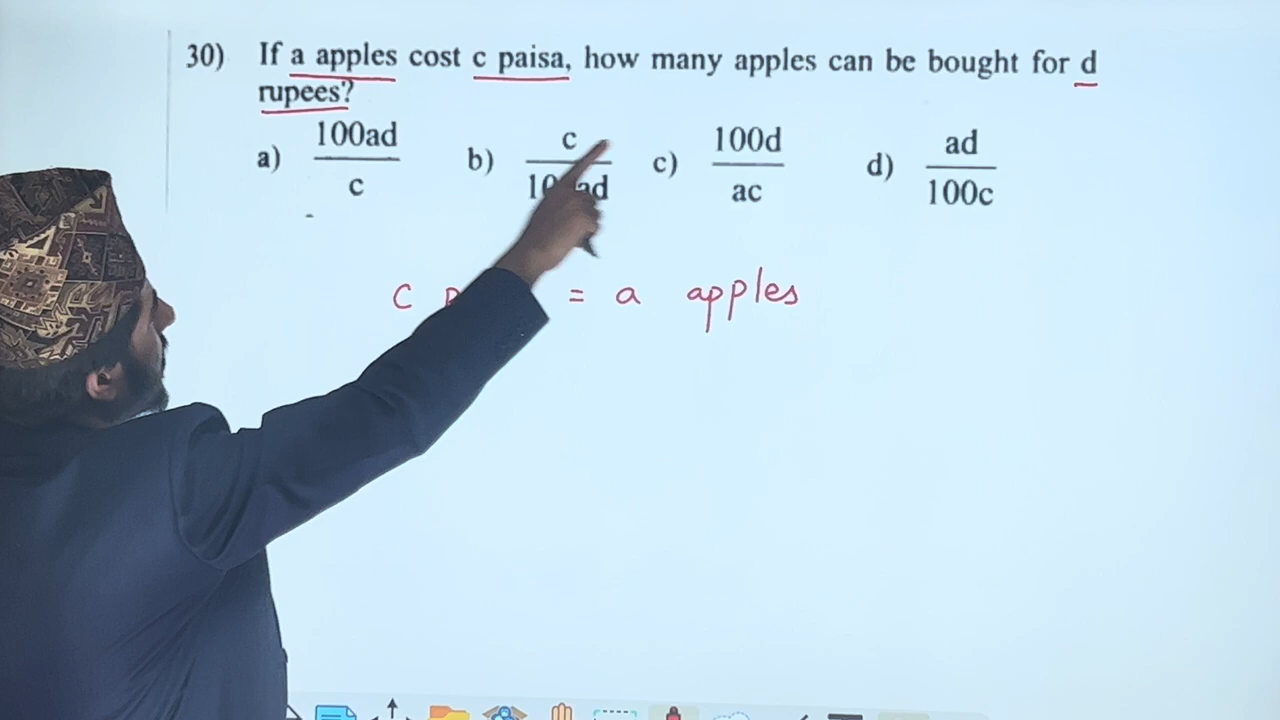 30) If a apples cost c paisa, how many apples can be bought for d
rupees?
a) 100ad/c b) c/ c) 100d/ac d) ad/100c
c = a apples